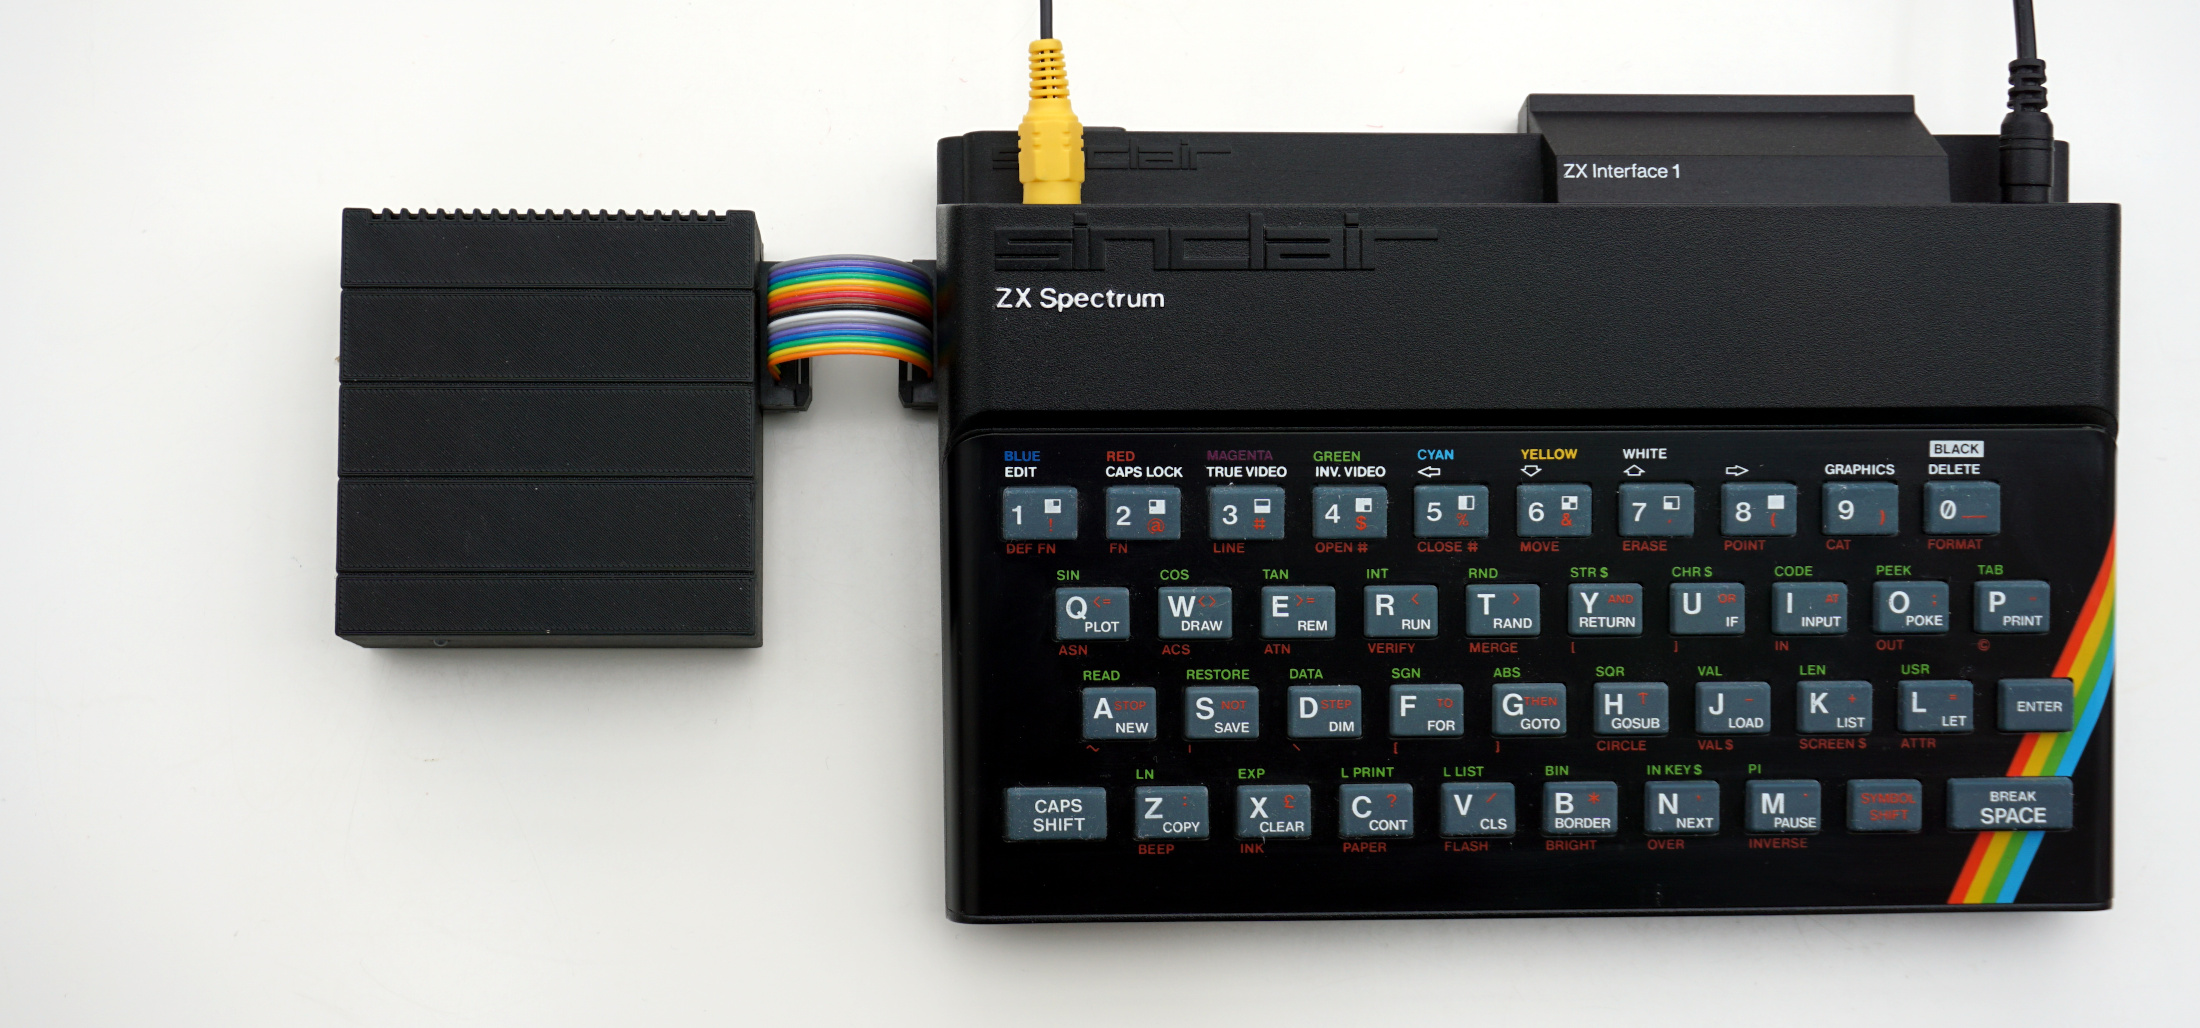 sinclair
ZX Interface 1
sinclair
ZX Spectrum
BLUE RED MAGENTA GREEN CYAN YELLOW WHITE BLACK
EDIT CAPS LOCK TRUE VIDEO INV. VIDEO GRAPHICS DELETE
1 ! 2 @ 3 # 4 $ 5 % 6 & 7 ' 8 ( 9 ) 0 _
DEF FN FN LINE OPEN # CLOSE # MOVE ERASE POINT CAT FORMAT
SIN COS TAN INT RND STR $ CHR $ CODE PEEK TAB
Q <= W <> E >= R < T > Y AND U OR I AT O ; P "
PLOT DRAW REM RUN RAND RETURN IF INPUT POKE PRINT
ASN ACS ATN VERIFY MERGE [ ] IN OUT ©
READ RESTORE DATA SGN ABS SQR VAL LEN USR
A STOP S NOT D STEP F TO G THEN H ↑ J - K + L = ENTER
NEW SAVE DIM FOR GOTO GOSUB LOAD LIST LET
~ | \ { } CIRCLE VAL $ SCREEN $ ATTR
LN EXP L PRINT L LIST BIN IN KEY $ PI
CAPS SHIFT Z : X £ C ? V / B * N , M . SYMBOL SHIFT BREAK SPACE
COPY CLEAR CONT CLS BORDER NEXT PAUSE
BEEP INK PAPER FLASH BRIGHT OVER INVERSE